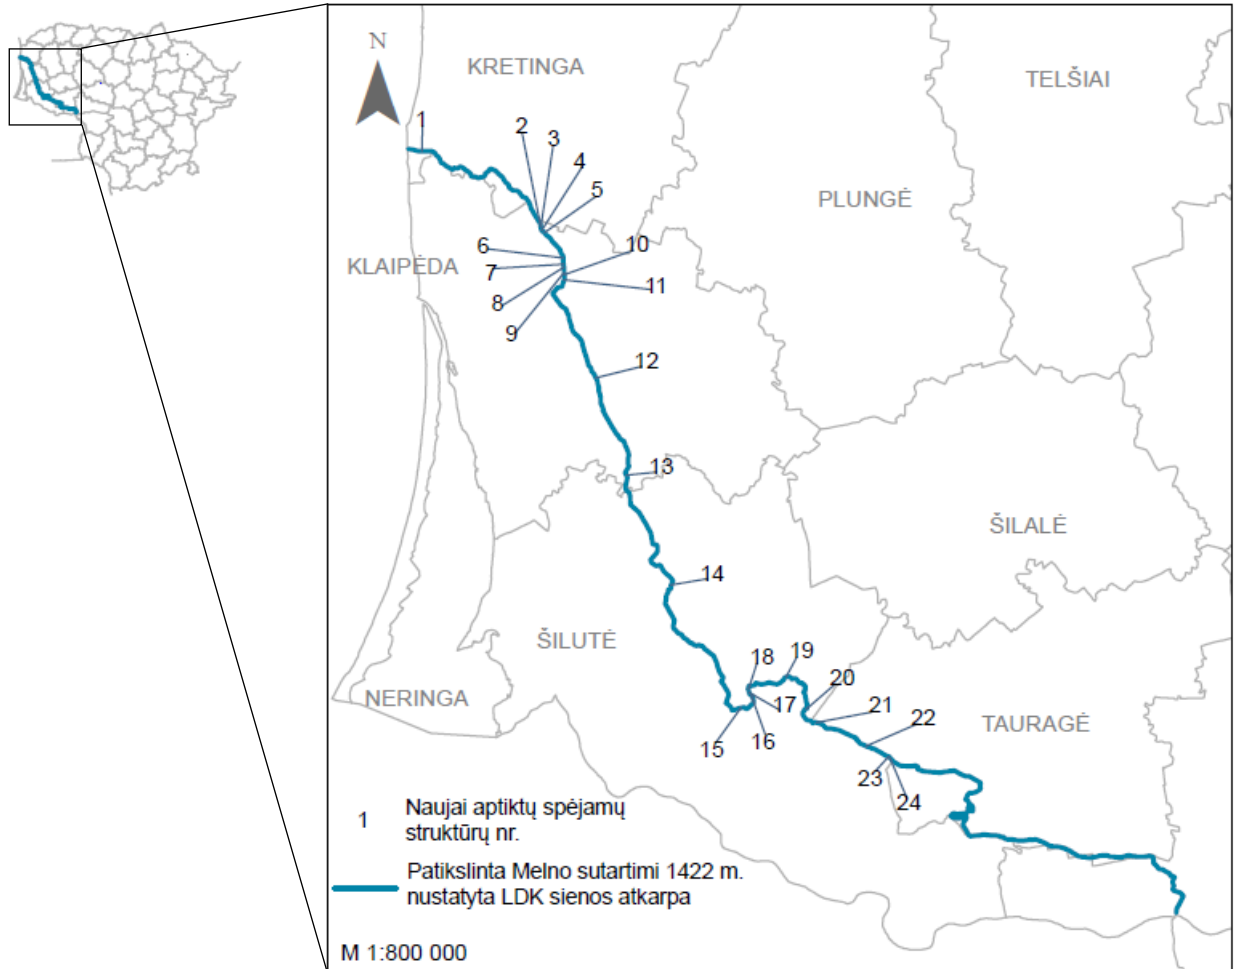 N
KRETINGA
TELŠIAI
1
2
3
4
5
PLUNGĖ
6
10
KLAIPĖDA
7
11
8
9
12
13
ŠILALĖ
14
ŠILUTĖ
18
19
NERINGA
17
20
21
22
TAURAGĖ
15
16
23
24
1 Naujai aptiktų spėjamų
struktūrų nr.
Patikslinta Melno sutartimi 1422 m.
nustatyta LDK sienos atkarpa
M 1:800 000